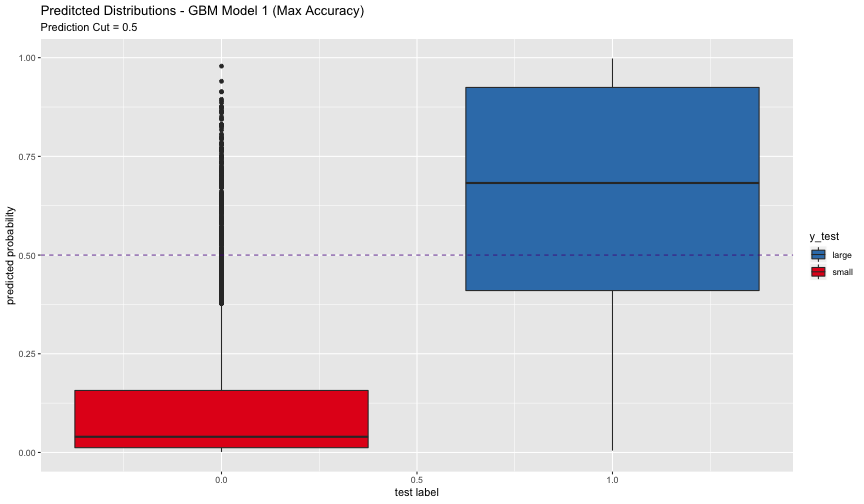 Preditcted Distributions - GBM Model 1 (Max Accuracy)
Prediction Cut = 0.5
1.00
0.75
0.50
0.25
0.00
predicted probability
0.0
0.5
1.0
test label
y_test
large
small